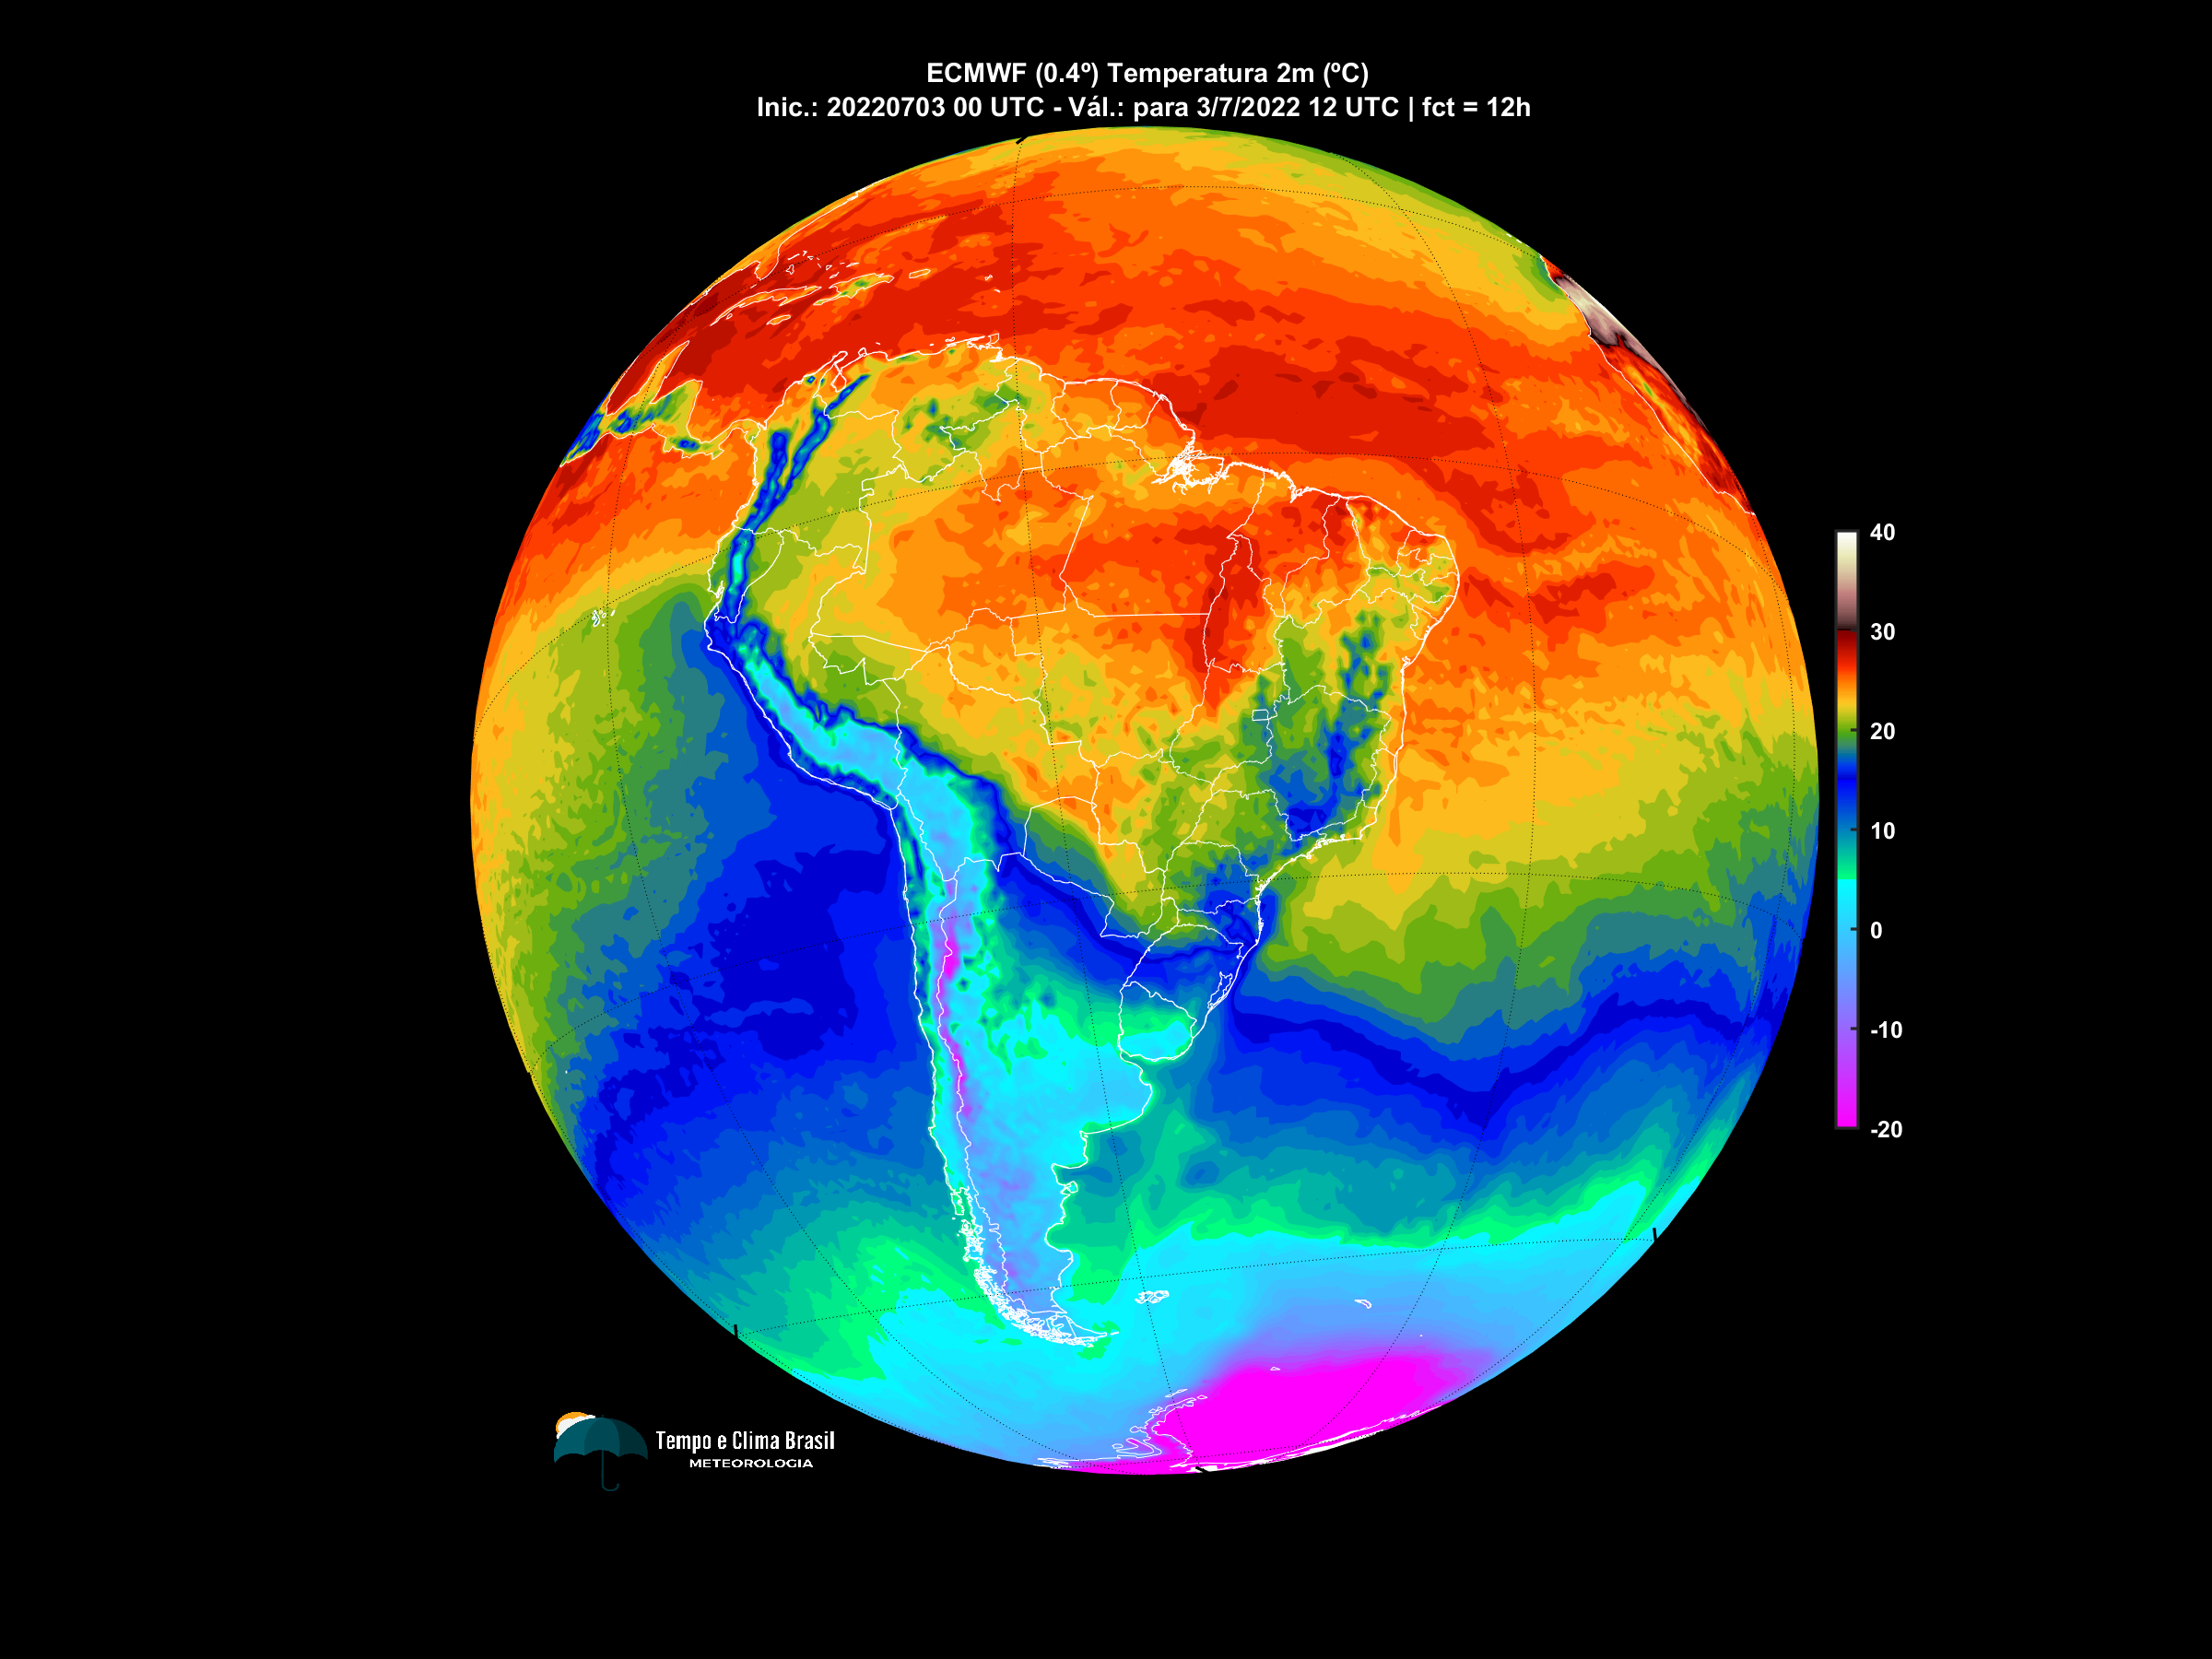 ECMWF (0.4º) Temperatura 2m (ºC)
Inic.: 20220703 00 UTC - Vál.: para 3/7/2022 12 UTC | fct = 12h
40
30
20
10
0
-10
-20
Tempo e Clima Brasil
METEOROLOGIA